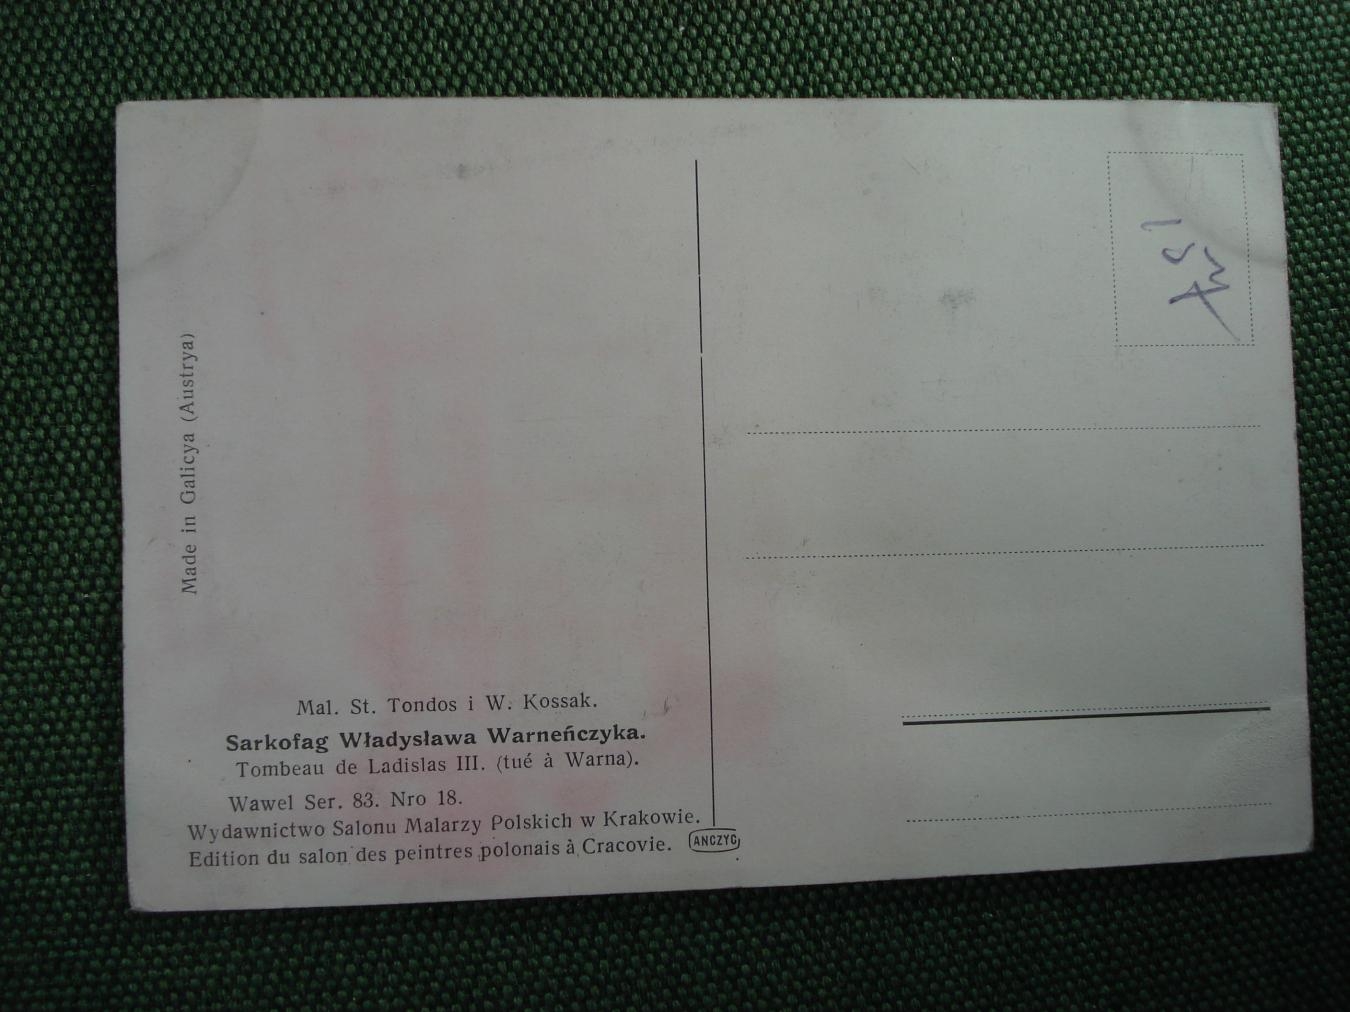 Made in Galicya (Austrya)
Mal. St. Tondos i W. Kossak.
Sarkofag Władysława Warneńczyka.
Tombeau de Ladislas III. (tué à Warna).
Wawel Ser. 83. Nro 18.
Wydawnictwo Salonu Malarzy Polskich w Krakowie.
Edition du salon des peintres polonais à Cracovie.
ANCZYC